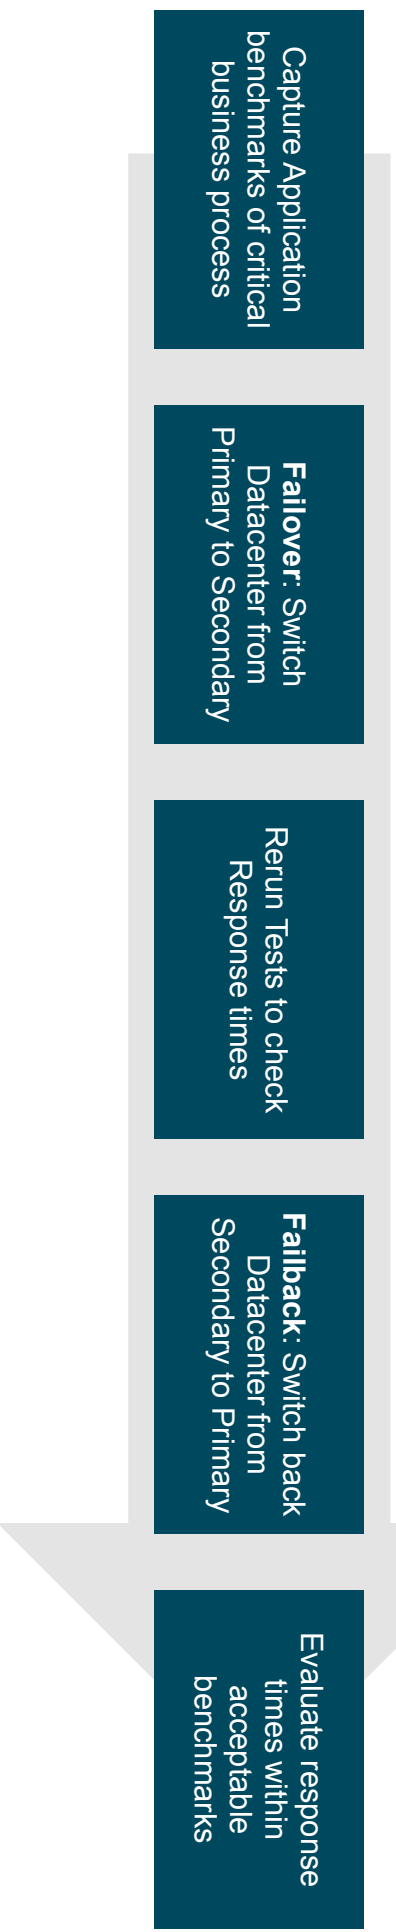 Capture Application
benchmarks of critical
business process
Failover: Switch
Datacenter from
Primary to Secondary
Rerun Tests to check
Response times
Failback: Switch back
Datacenter from
Secondary to Primary
Evaluate response
times within
acceptable
benchmarks